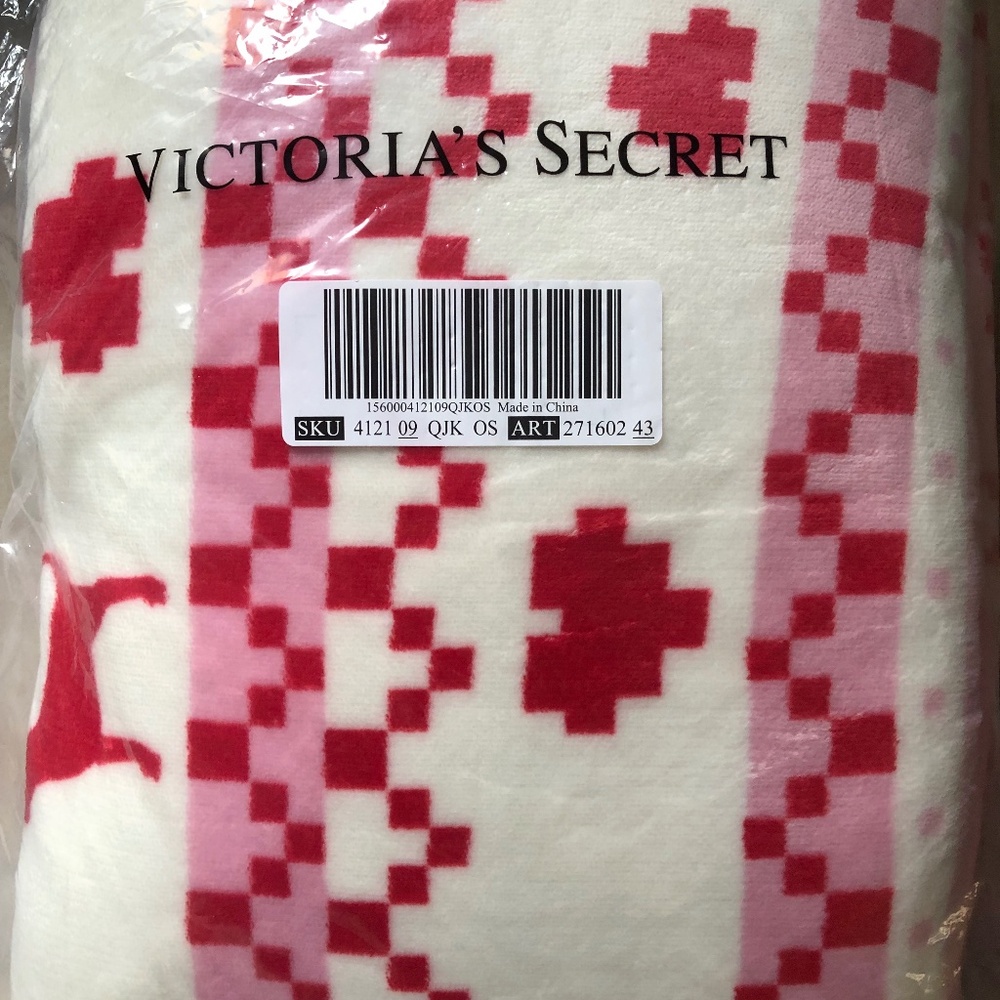 VICTORIA'S SECRET
156000412109QJKOS Made in China
SKU 4121 09 QJK OS ART 271602 43